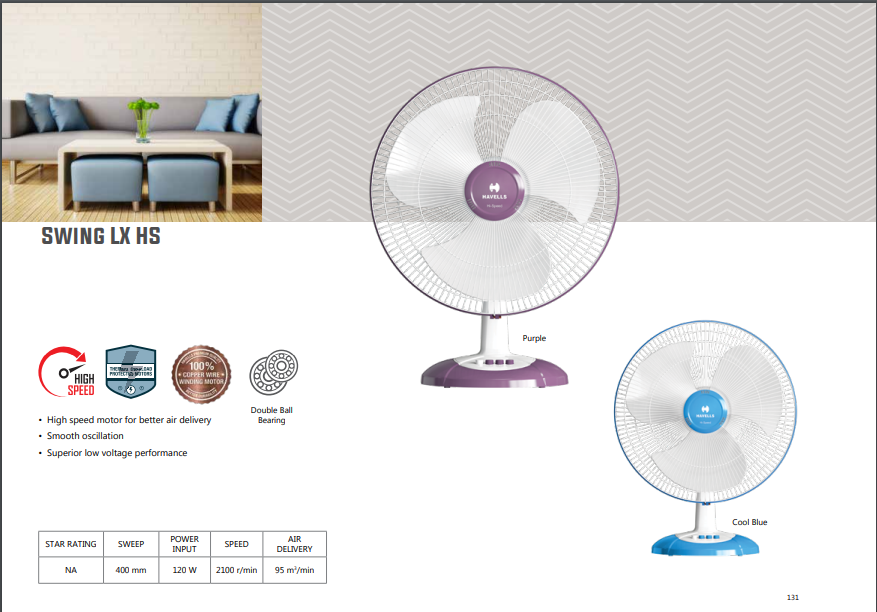 SWING LX HS
HAVELLS
Purple
HAVELLS
Cool Blue
HIGH
SPEED
THERMAL OVERLOAD
PROTECTED MOTORS
100%
COPPER WIRE
WINDING MOTOR
Double Ball
Bearing
• High speed motor for better air delivery
• Smooth oscillation
• Superior low voltage performance
STAR RATING SWEEP POWER INPUT SPEED AIR DELIVERY
NA 400 mm 120 W 2100 r/min 95 m³/min
131